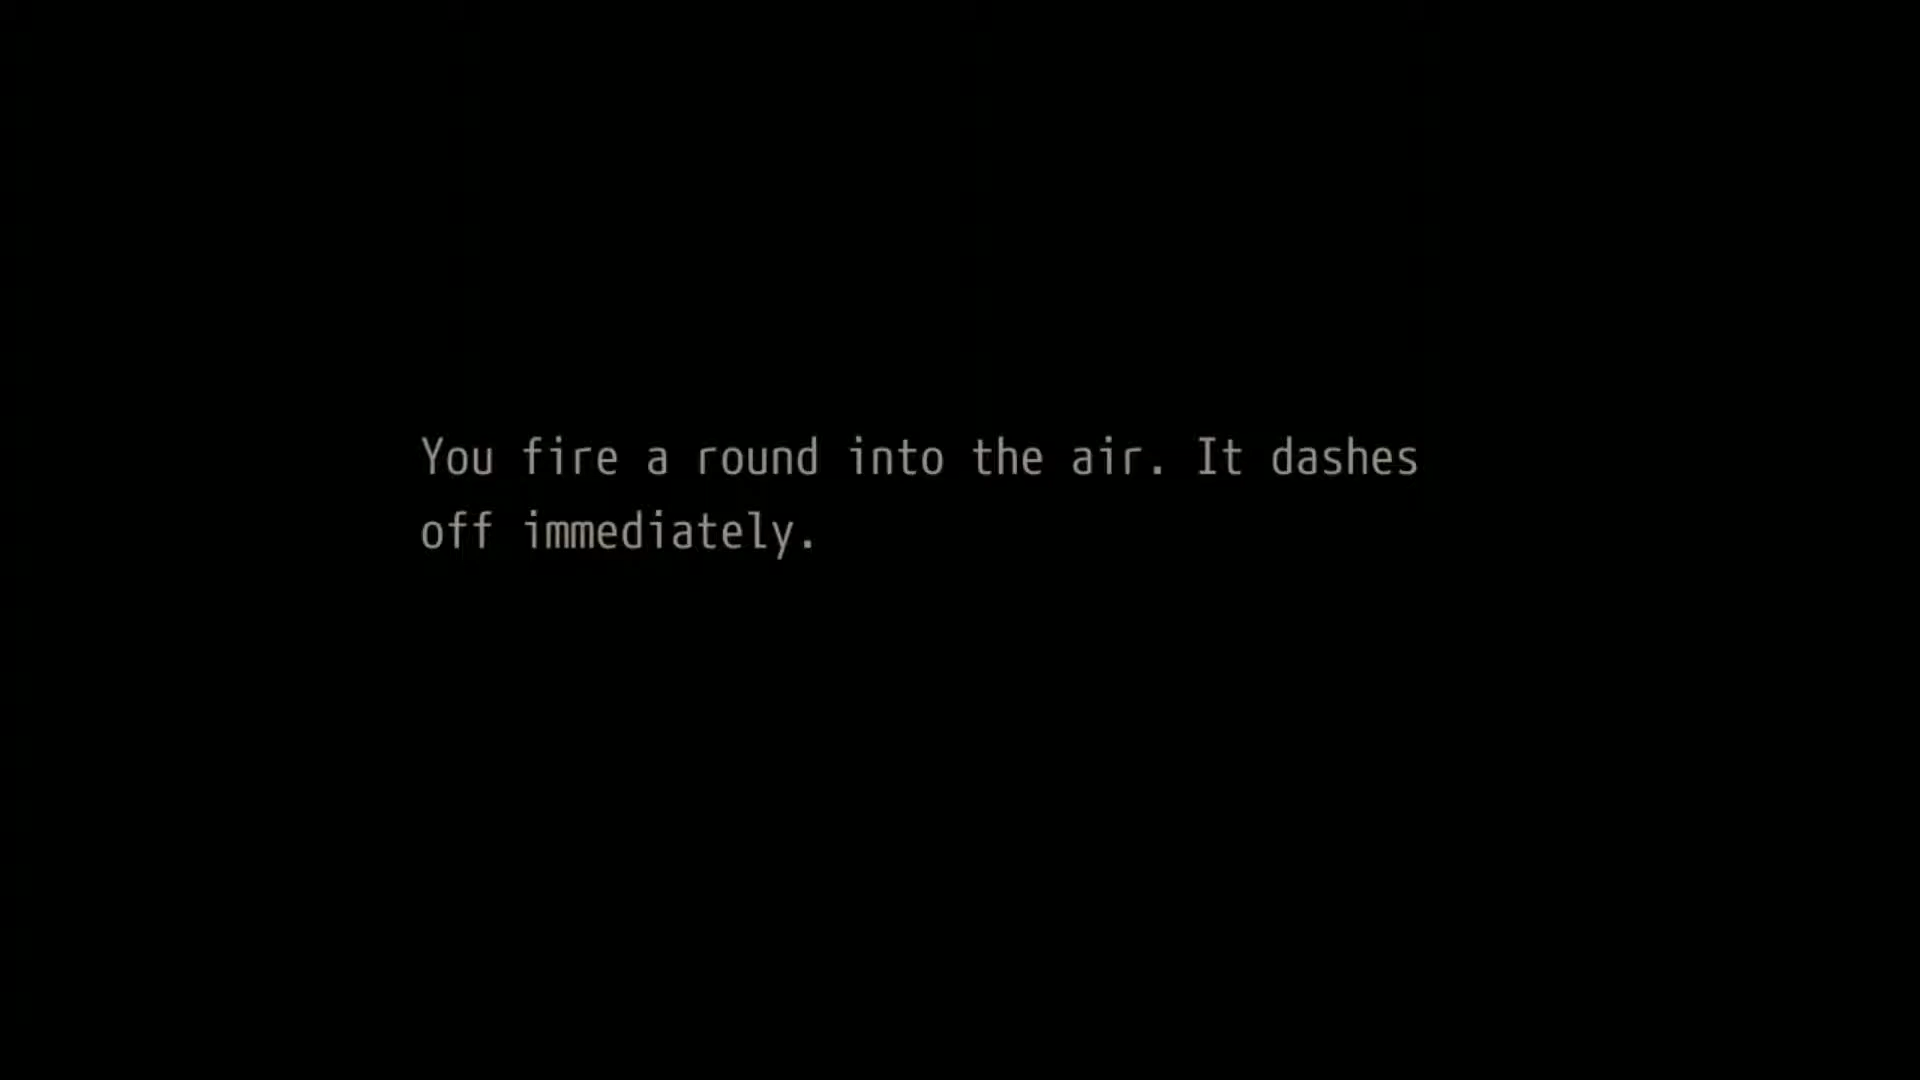 You fire a round into the air. It dashes
off immediately.